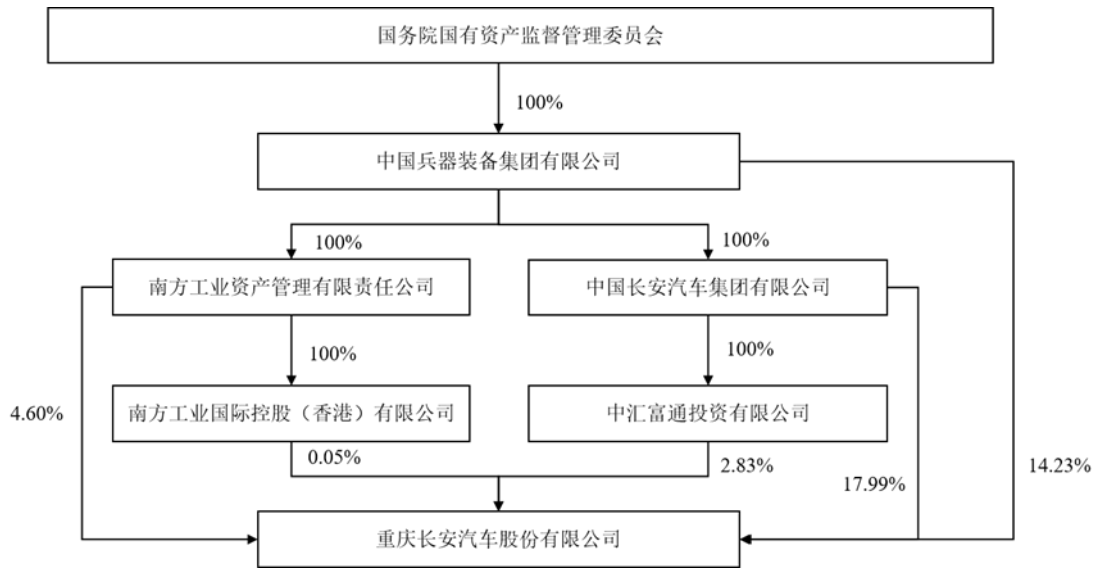 国务院国有资产监督管理委员会
100%
中国兵器装备集团有限公司
100%
100%
南方工业资产管理有限责任公司
中国长安汽车集团有限公司
100%
100%
4.60%
南方工业国际控股（香港）有限公司
中汇富通投资有限公司
0.05%
2.83%
17.99%
14.23%
重庆长安汽车股份有限公司